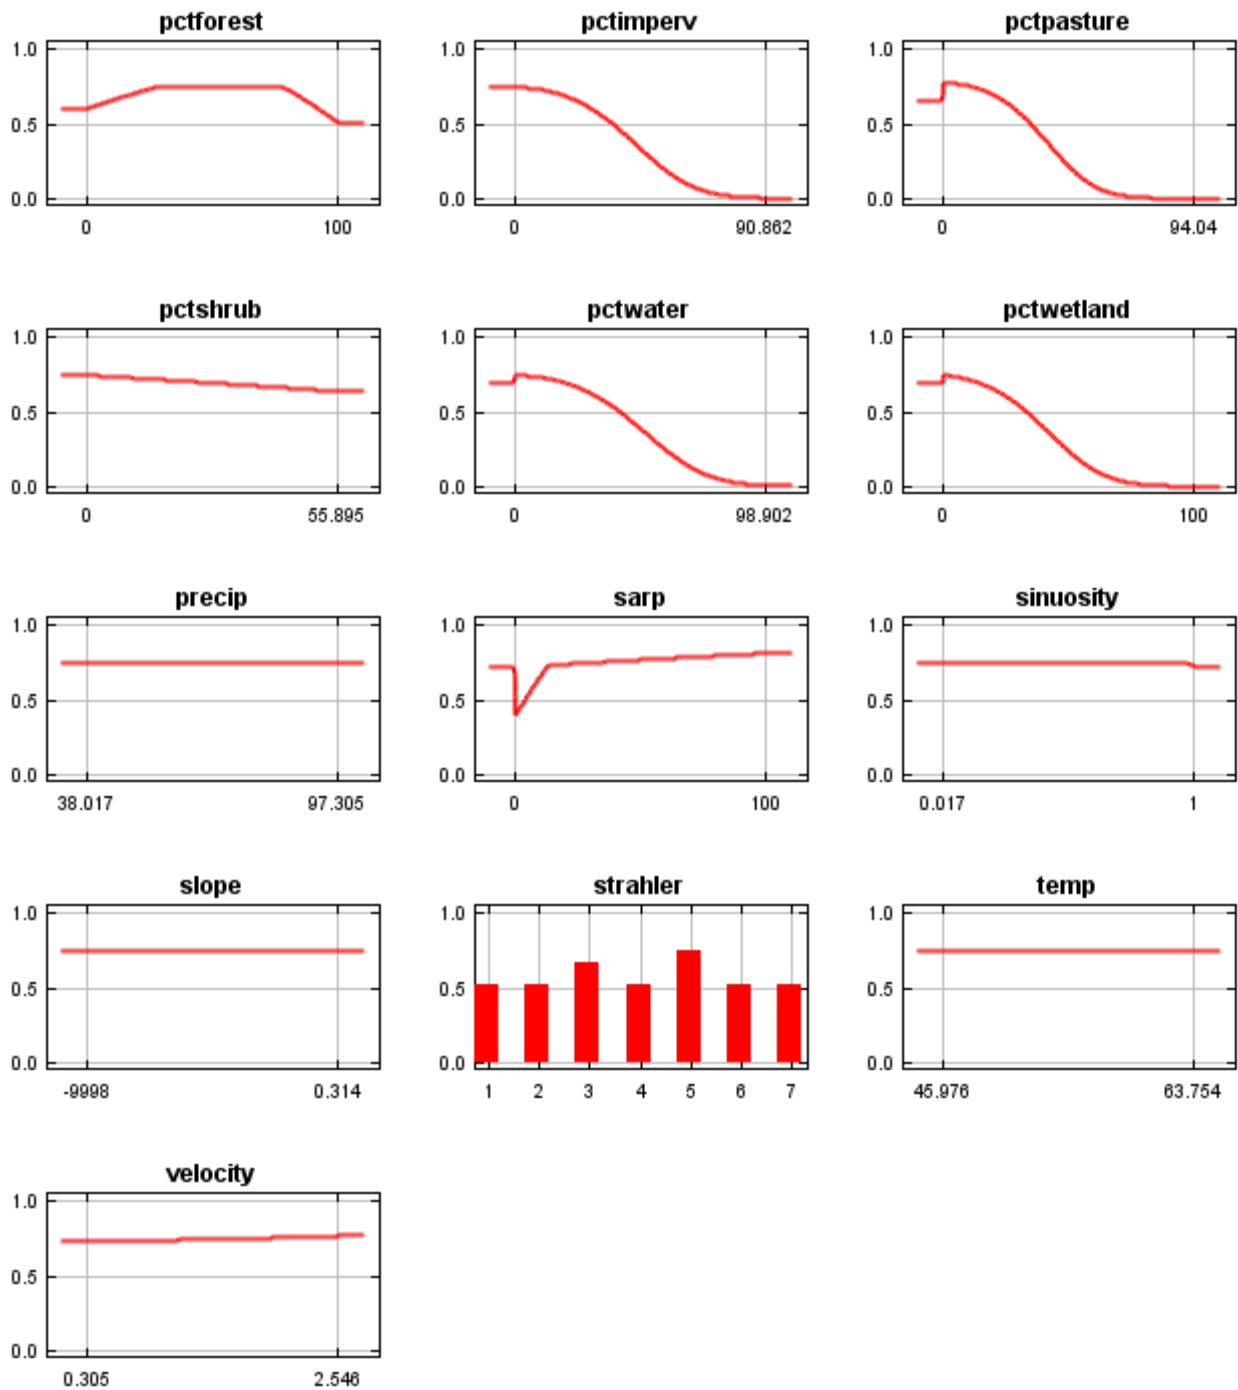 pctforest pctimperv pctpasture
1.0 1.0 1.0
0.5 0.5 0.5
0.0 0.0 0.0
0 100 0 90.862 0 94.04
pctshrub pctwater pctwetland
1.0 1.0 1.0
0.5 0.5 0.5
0.0 0.0 0.0
0 55.895 0 98.902 0 100
precip sarp sinuosity
1.0 1.0 1.0
0.5 0.5 0.5
0.0 0.0 0.0
38.017 97.305 0 100 0.017 1
slope strahler temp
1.0 1.0 1.0
0.5 0.5 0.5
0.0 0.0 0.0
-9998 0.314 1 2 3 4 5 6 7 45.976 63.754
velocity
1.0
0.5
0.0
0.305 2.546